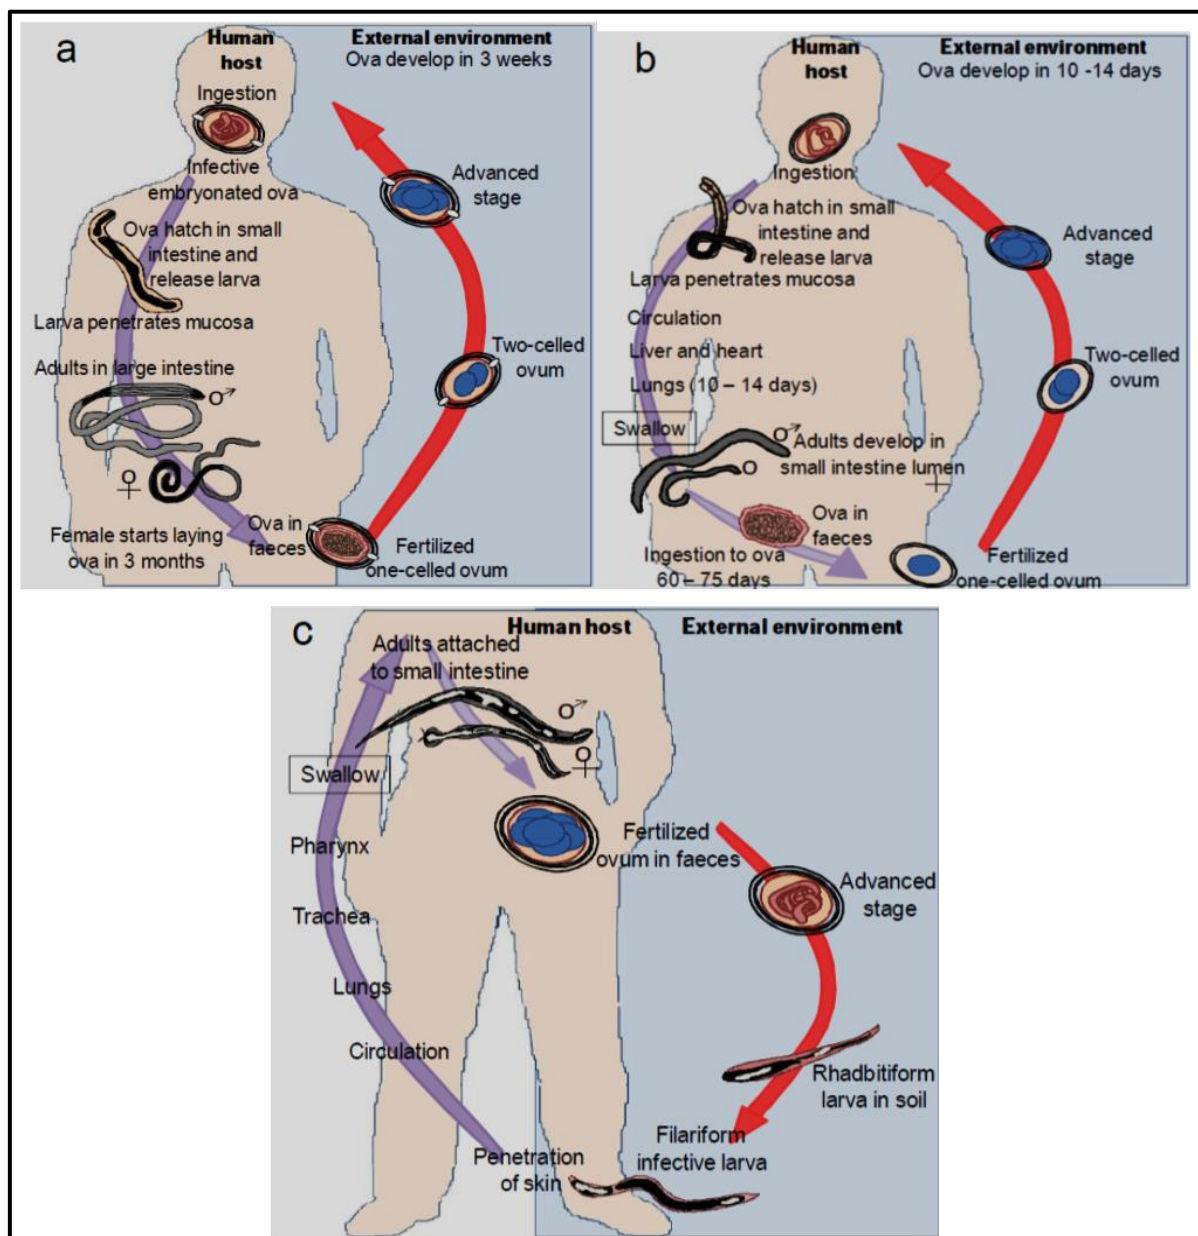 a
Human
host
External environment
Ova develop in 3 weeks
Ingestion
Infective
embryonated ova
Advanced
stage
Ova hatch in small
intestine and
release larva
Larva penetrates mucosa
Two-celled
ovum
Adults in large intestine
♂
♀
Female starts laying
ova in 3 months
Ova in
faeces
Fertilized
one-celled ovum
b
Human
host
External environment
Ova develop in 10 -14 days
Ingestion
Ova hatch in small
intestine and
release larva
Advanced
stage
Larva penetrates mucosa
Circulation
Liver and heart
Lungs (10 – 14 days)
Two-celled
ovum
Swallow
♂
Adults develop in
small intestine lumen
Ova in
faeces
Ingestion to ova
60 – 75 days
Fertilized
one-celled ovum
c
Human host
External environment
Adults attached
to small intestine
♂
♀
Swallow
Pharynx
Trachea
Lungs
Circulation
Penetration
of skin
Fertilized
ovum in faeces
Advanced
stage
Rhadbitiform
larva in soil
Filariform
infective larva